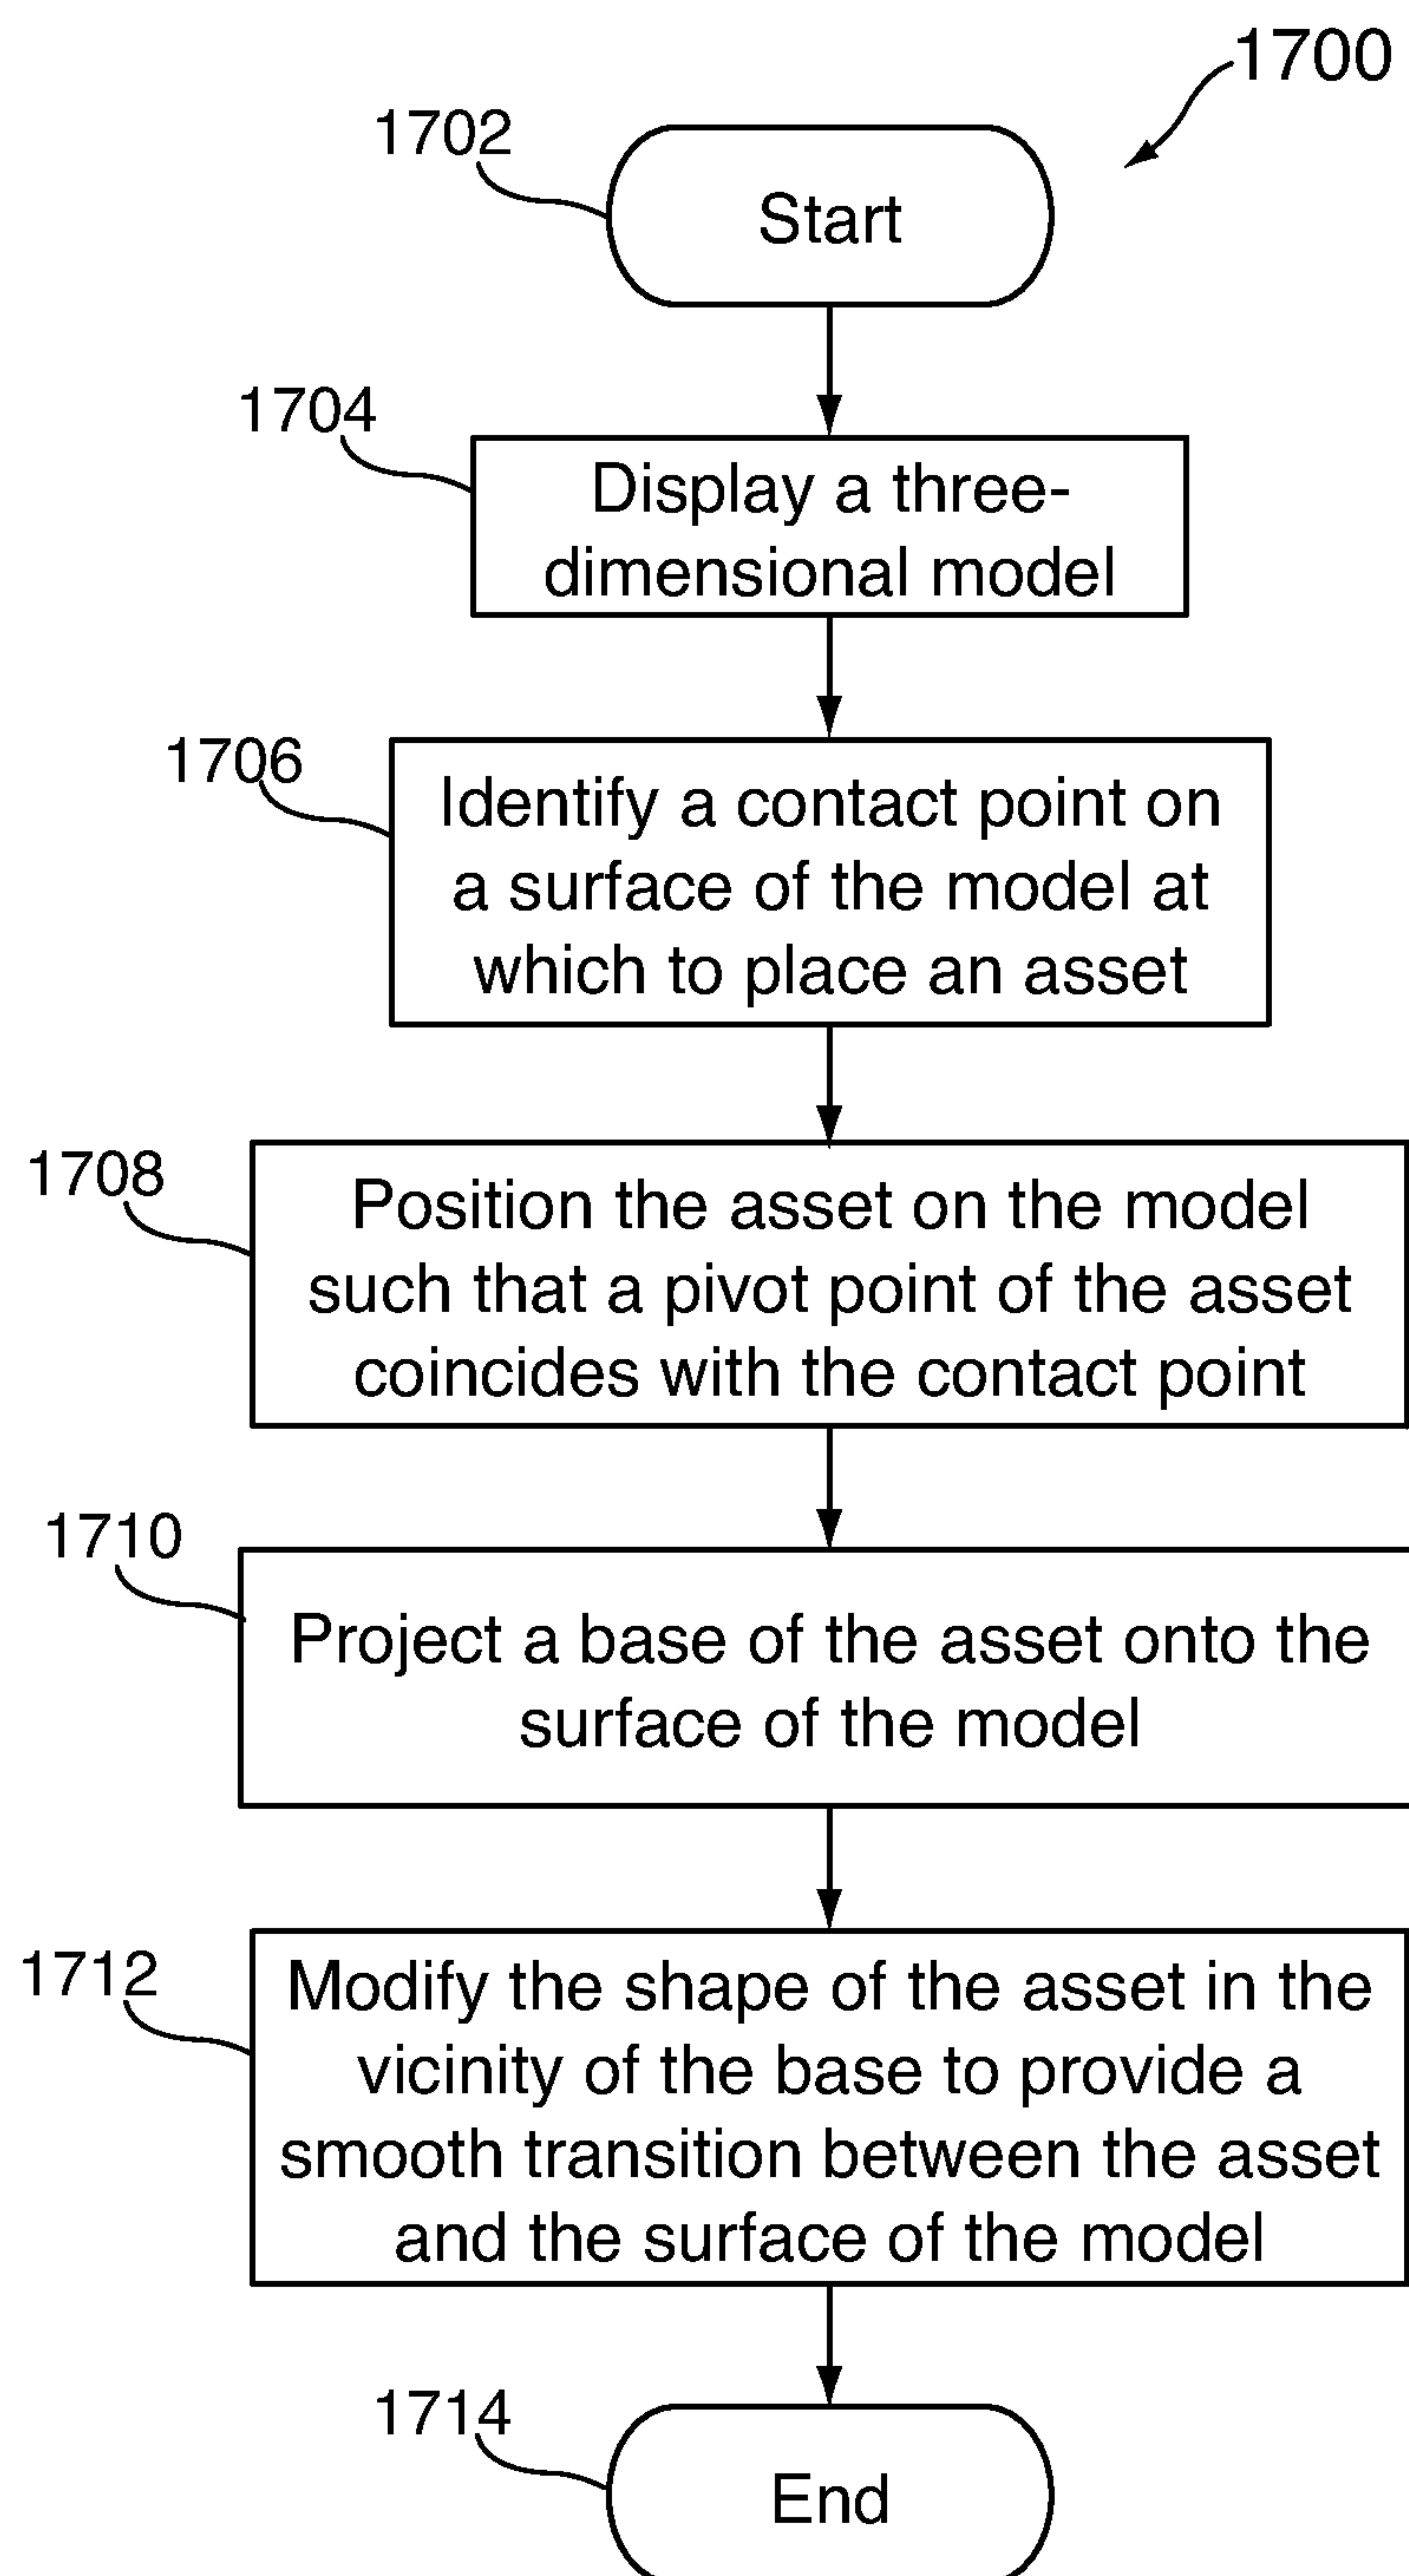 1700
1702
Start
1704
Display a three-
dimensional model
1706
Identify a contact point on
a surface of the model at
which to place an asset
1708
Position the asset on the model
such that a pivot point of the asset
coincides with the contact point
1710
Project a base of the asset onto the
surface of the model
1712
Modify the shape of the asset in the
vicinity of the base to provide a
smooth transition between the asset
and the surface of the model
1714
End